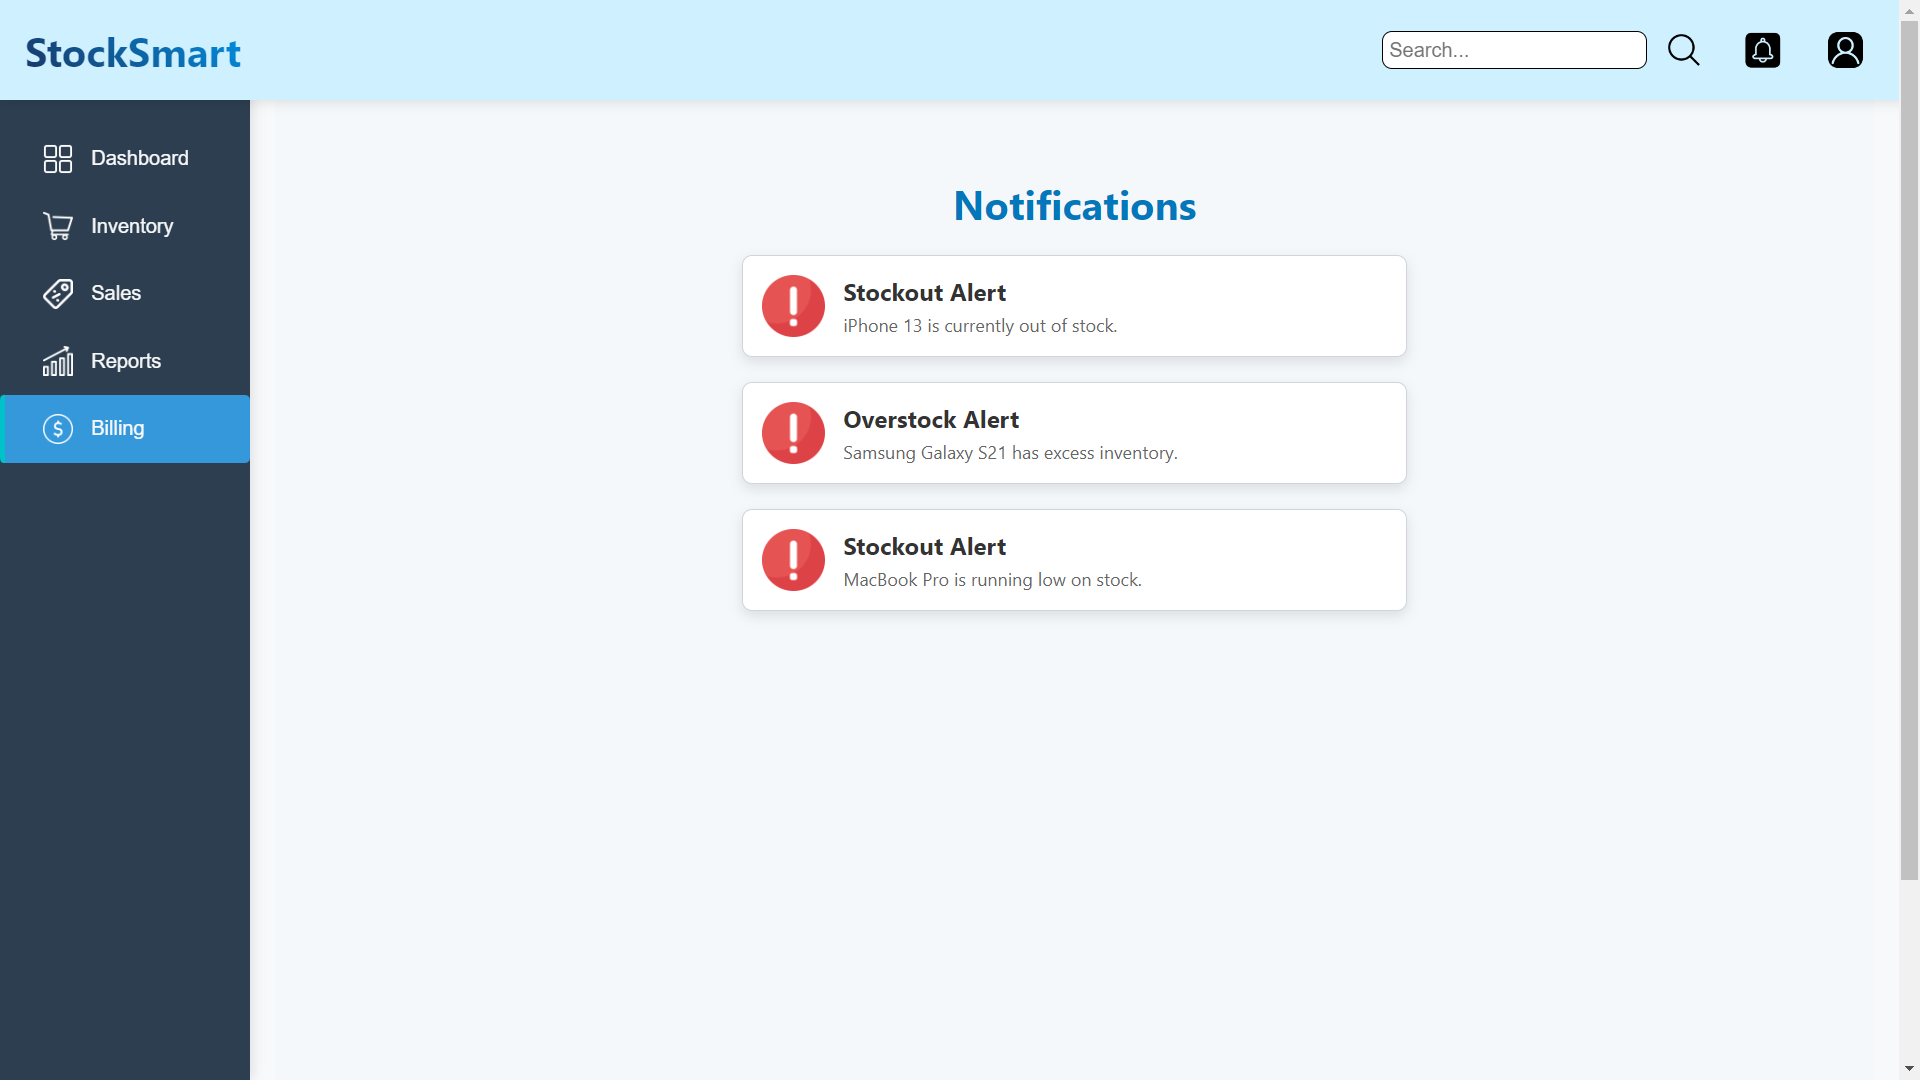 StockSmart
Search...
Dashboard
Inventory
Sales
Reports
Billing
Notifications
Stockout Alert
iPhone 13 is currently out of stock.
Overstock Alert
Samsung Galaxy S21 has excess inventory.
Stockout Alert
MacBook Pro is running low on stock.